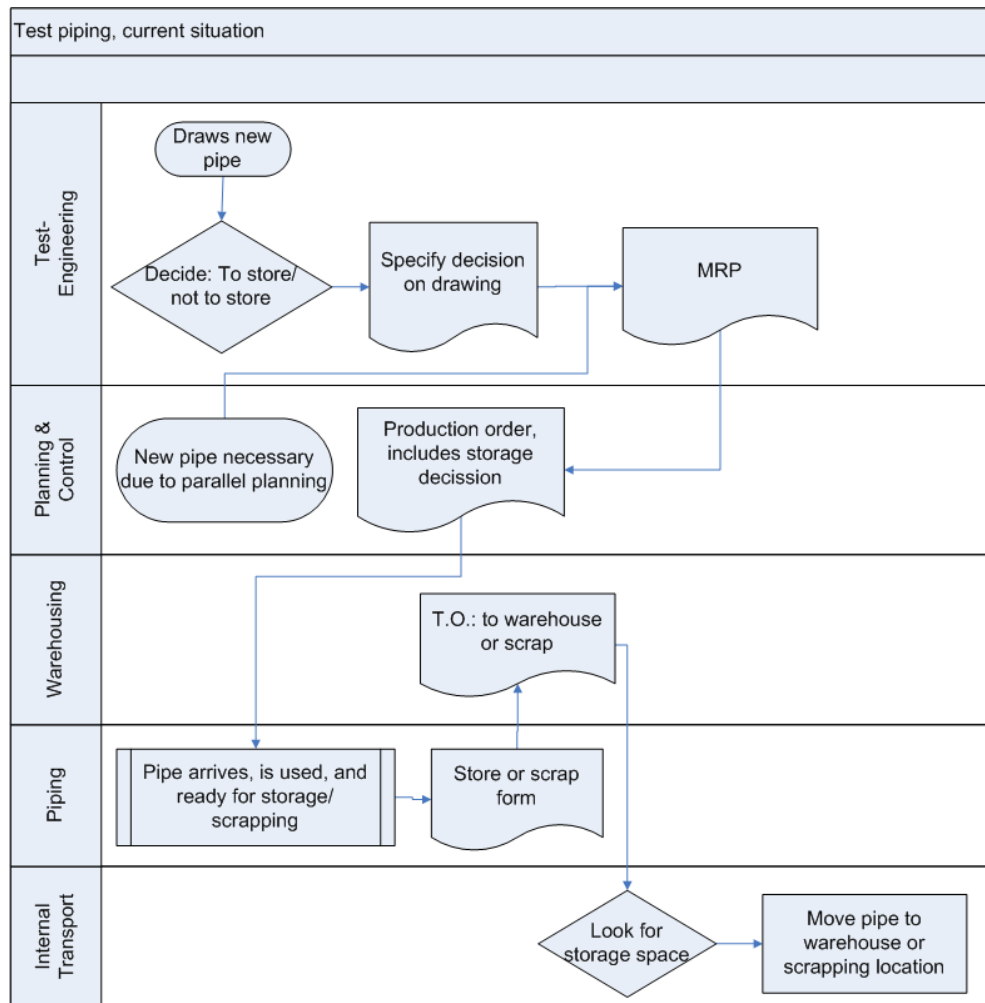 Test piping, current situation
Test-
Engineering
Draws new
pipe
Decide: To store/
not to store
Specify decision
on drawing
MRP
Planning &
Control
New pipe necessary
due to parallel planning
Production order,
includes storage
decission
Warehousing
T.O.: to warehouse
or scrap
Piping
Pipe arrives, is used, and
ready for storage/
scrapping
Store or scrap
form
Internal
Transport
Look for
storage space
Move pipe to
warehouse or
scrapping location